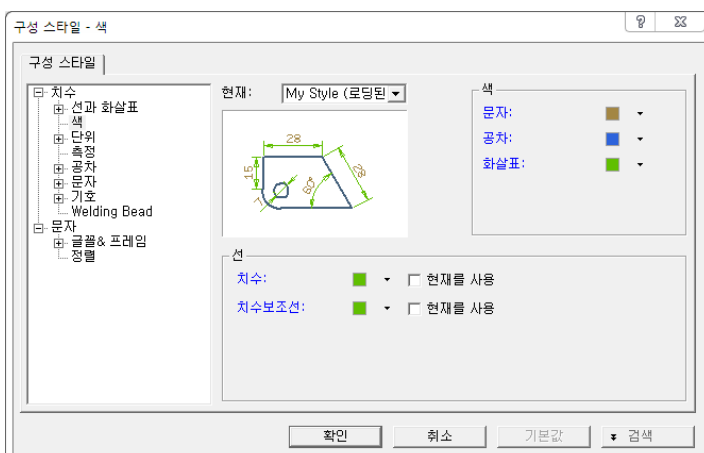 구성 스타일 - 색
구성 스타일
치수
선과 화살표
색
단위
측정
공차
문자
기호
Welding Bead
문자
글꼴& 프레임
정렬
현재:
My Style (로딩된
28
15
28
80°
7
색
문자:
공차:
화살표:
선
치수:
현재를 사용
치수보조선:
현재를 사용
확인
취소
기본값
검색